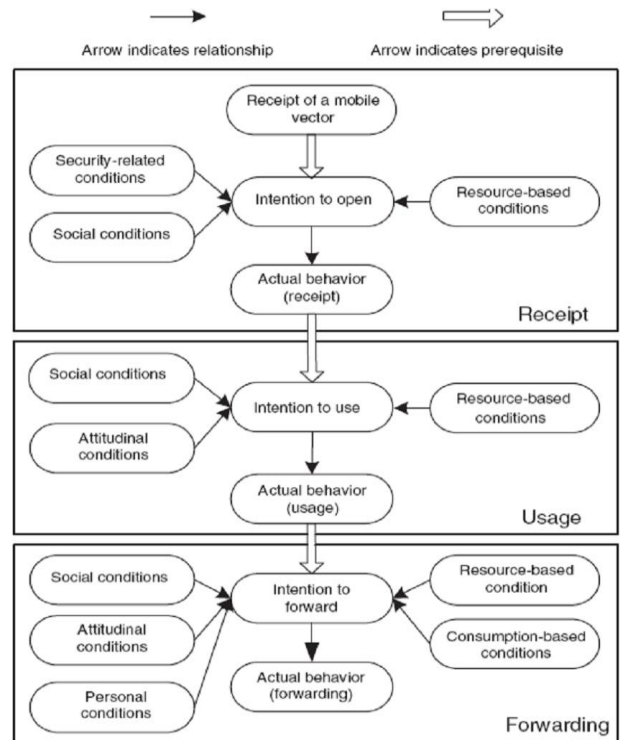 Arrow indicates relationship
Arrow indicates prerequisite
Receipt of a mobile
vector
Security-related
conditions
Intention to open
Resource-based
conditions
Social conditions
Actual behavior
(receipt)
Receipt
Social conditions
Intention to use
Resource-based
conditions
Attitudinal
conditions
Actual behavior
(usage)
Usage
Social conditions
Intention to
forward
Resource-based
condition
Attitudinal
conditions
Consumption-based
conditions
Personal
conditions
Actual behavior
(forwarding)
Forwarding